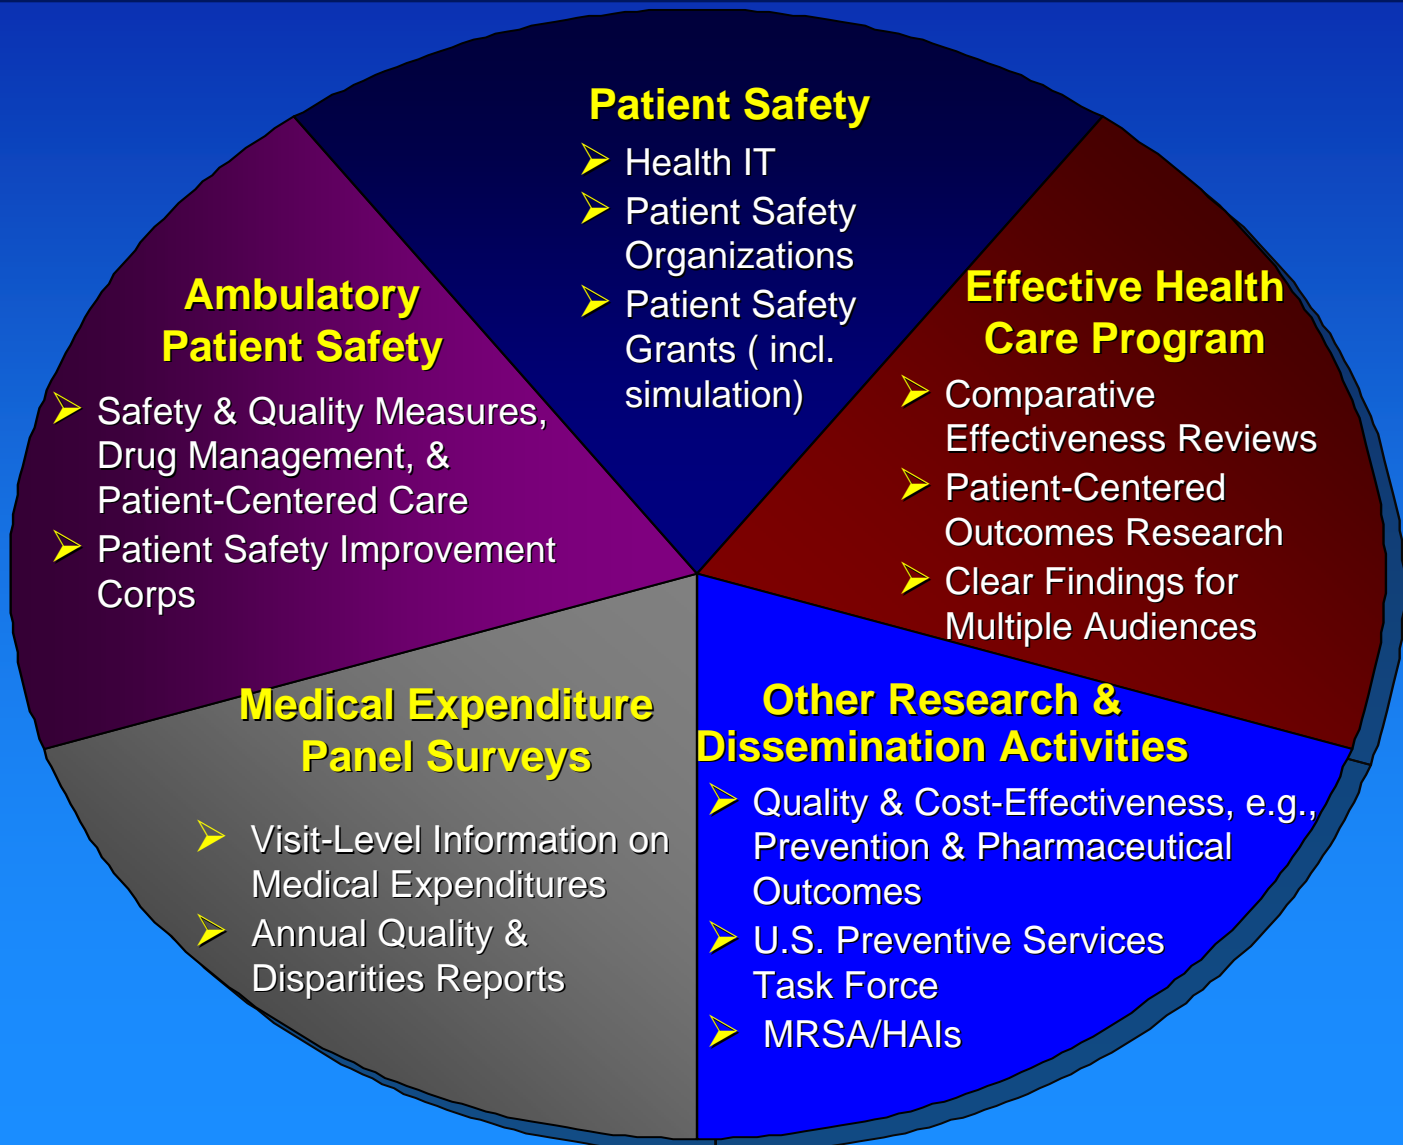 Patient Safety
Health IT
Patient Safety
Organizations
Patient Safety
Grants ( incl.
simulation)
Effective Health
Care Program
Comparative
Effectiveness Reviews
Patient-Centered
Outcomes Research
Clear Findings for
Multiple Audiences
Ambulatory
Patient Safety
Safety & Quality Measures,
Drug Management, &
Patient-Centered Care
Patient Safety Improvement
Corps
Medical Expenditure
Panel Surveys
Visit-Level Information on
Medical Expenditures
Annual Quality &
Disparities Reports
Other Research &
Dissemination Activities
Quality & Cost-Effectiveness, e.g.,
Prevention & Pharmaceutical
Outcomes
U.S. Preventive Services
Task Force
MRSA/HAIs